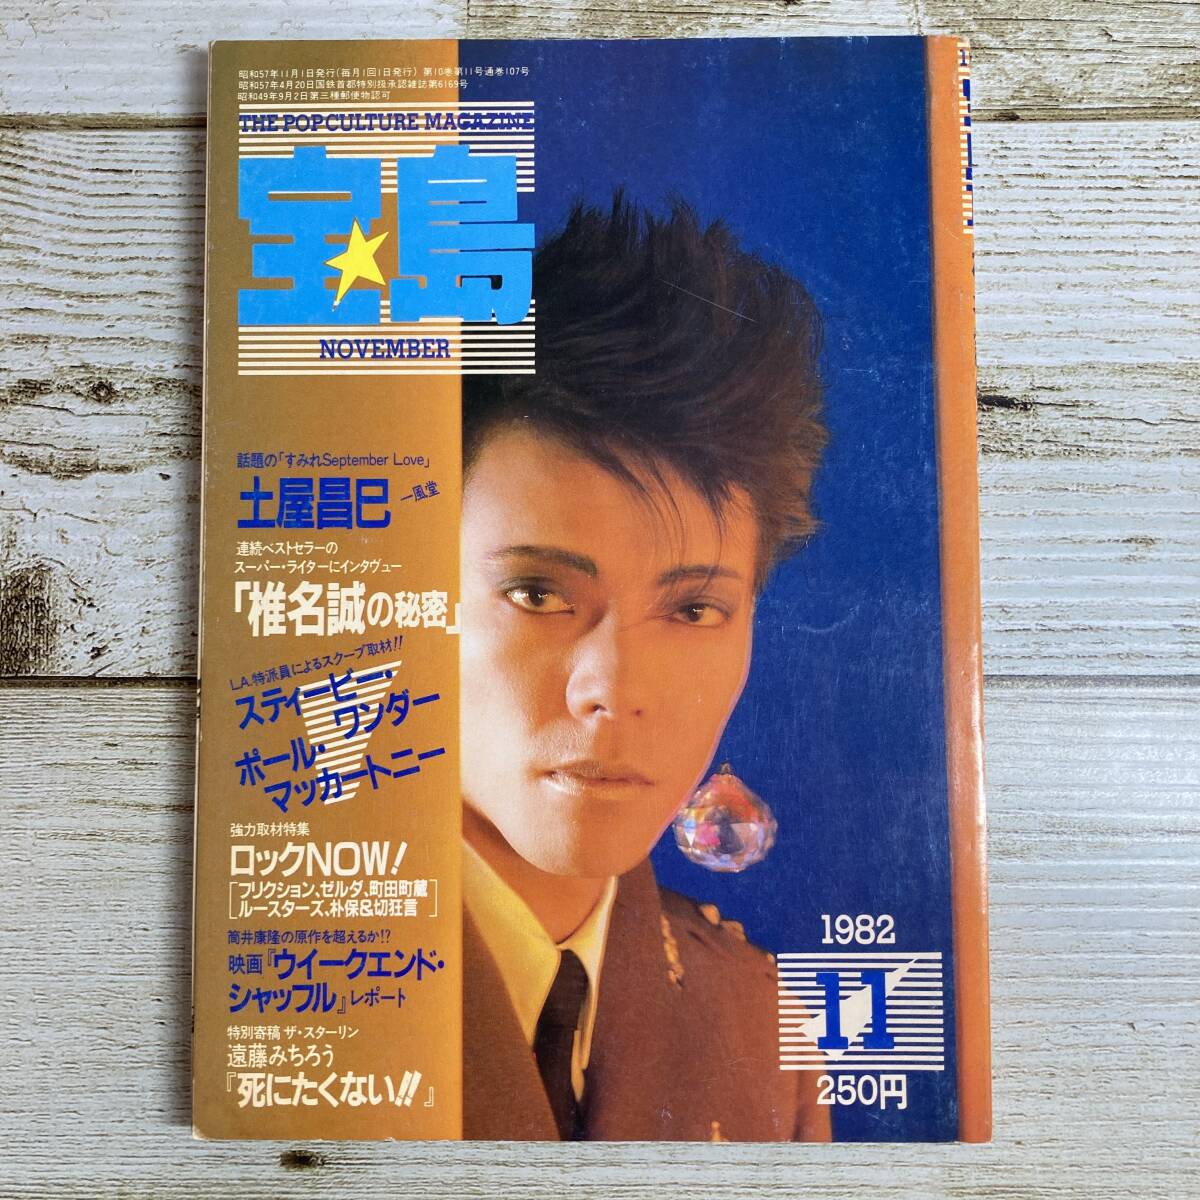 昭和57年11月1日発行(毎月1回1日発行) 第10巻第11号通巻107号
昭和57年4月20日国鉄首都特別扱承認雑誌第6169号
昭和49年9月2日第三種郵便物認可
THE POPCULTURE MAGAZINE
宝島
NOVEMBER
話題の「すみれSeptember Love」
土屋昌巳 一風堂
連続ベストセラーの
スーパー・ライターにインタヴュー
「椎名誠の秘密」
L.A.特派員によるスクープ取材!!
スティービー・
ワンダー
ポール・
マッカートニー
強力取材特集
ロックNOW!
[フリクション、ゼルダ、町田町蔵
ルースターズ、朴保&切狂言]
筒井康隆の原作を超えるか!?
映画『ウイークエンド・
シャッフル』レポート
特別寄稿 ザ・スターリン
遠藤みちろう
『死にたくない!!』
1982
11
250円